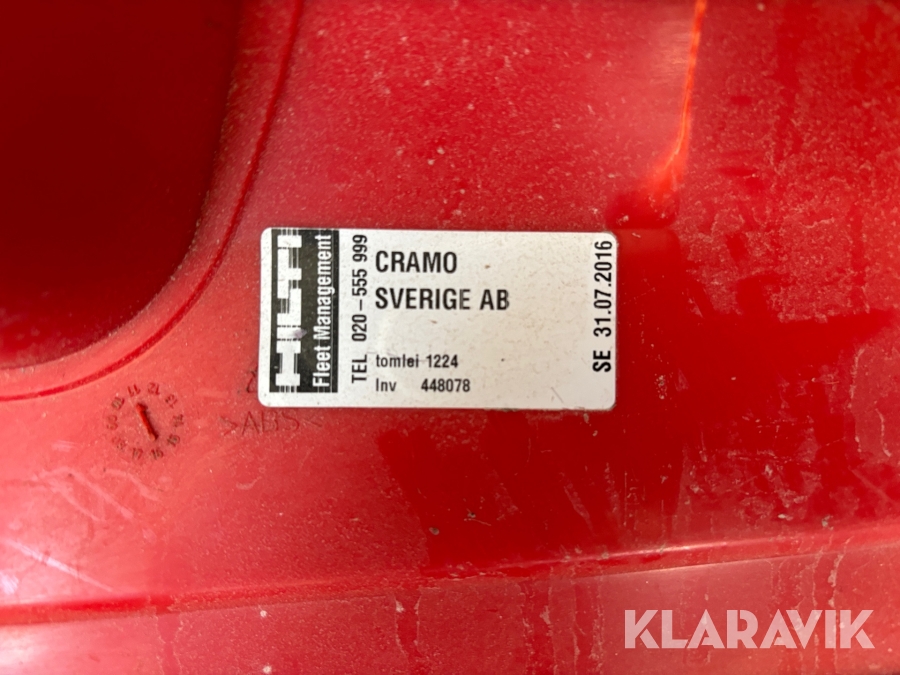 HILTI
Fleet Management
TEL 020-555 999
CRAMO
SVERIGE AB
tomlei 1224
Inv 448078
SE 31.07.2016
>ABS<
KLARAVIK